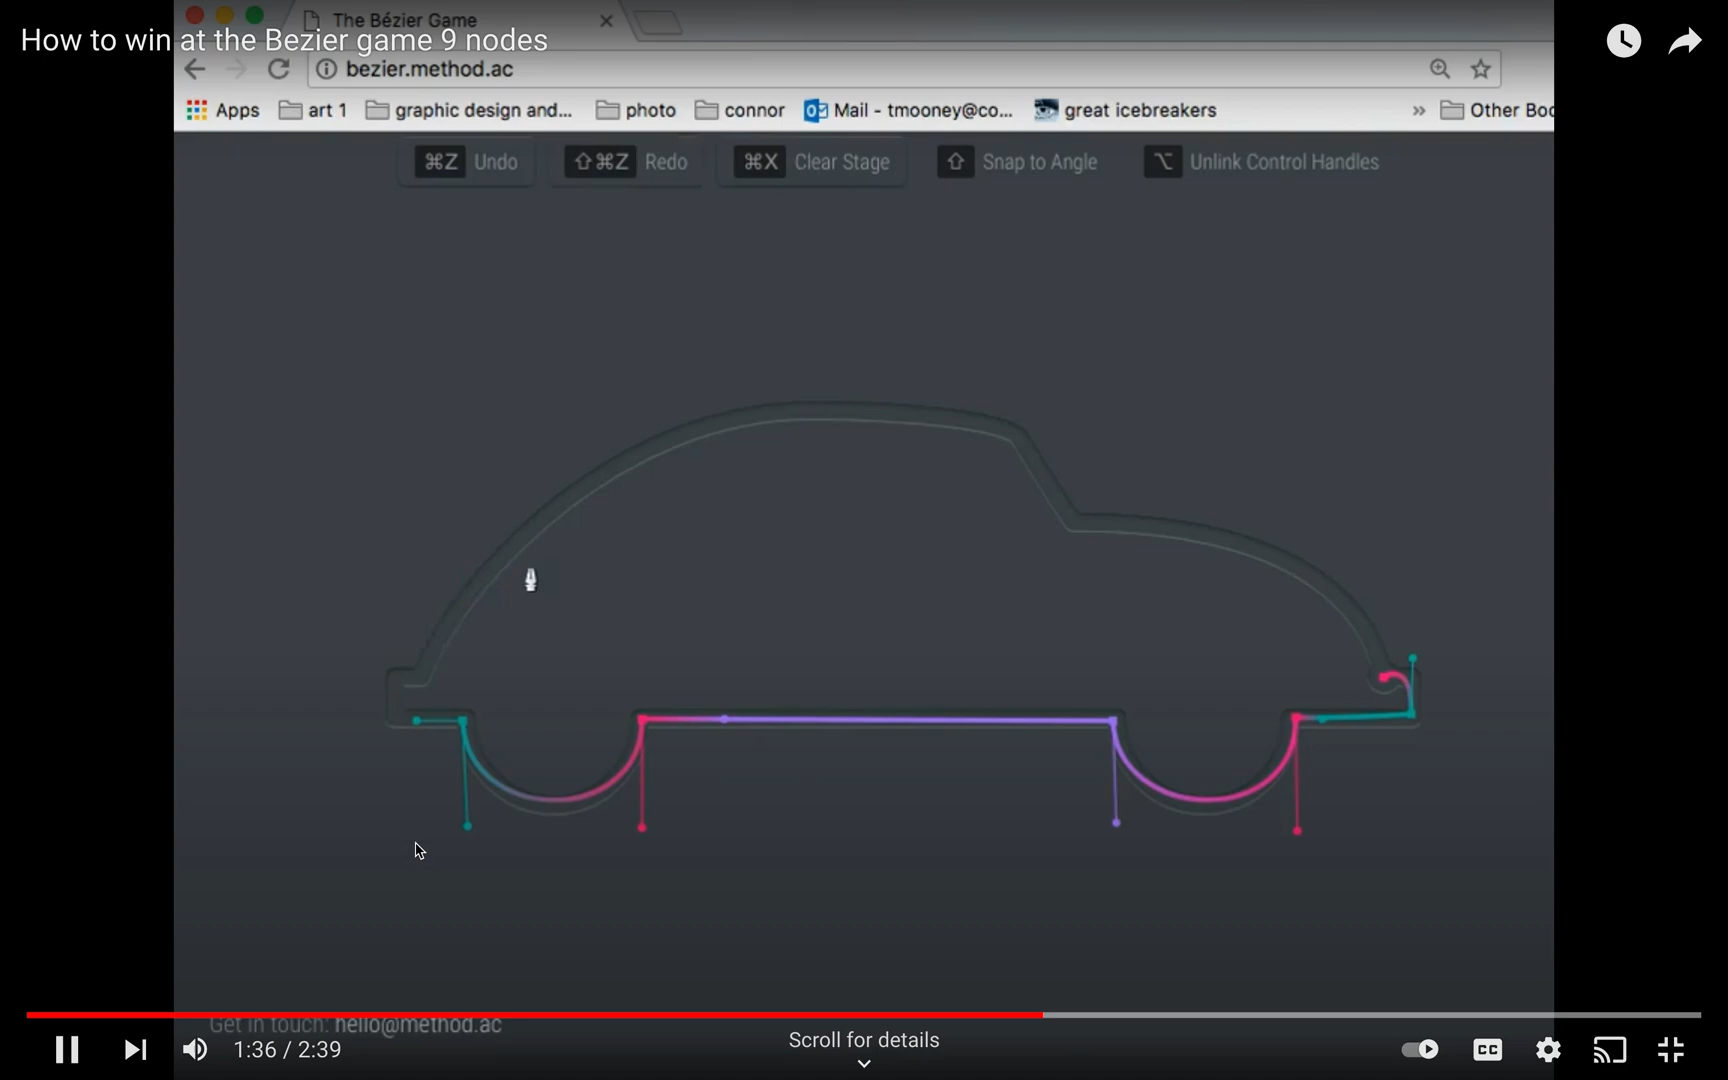 The Bézier Game
How to win at the Bezier game 9 nodes
bezier.method.ac
Apps art 1 graphic design and... photo connor Mail - tmooney@co... great icebreakers » Other Boo
⌘Z Undo ⇧⌘Z Redo ⌘X Clear Stage ⇧ Snap to Angle ⌥ Unlink Control Handles
Get in touch: hello@method.ac
Scroll for details
1:36 / 2:39
CC